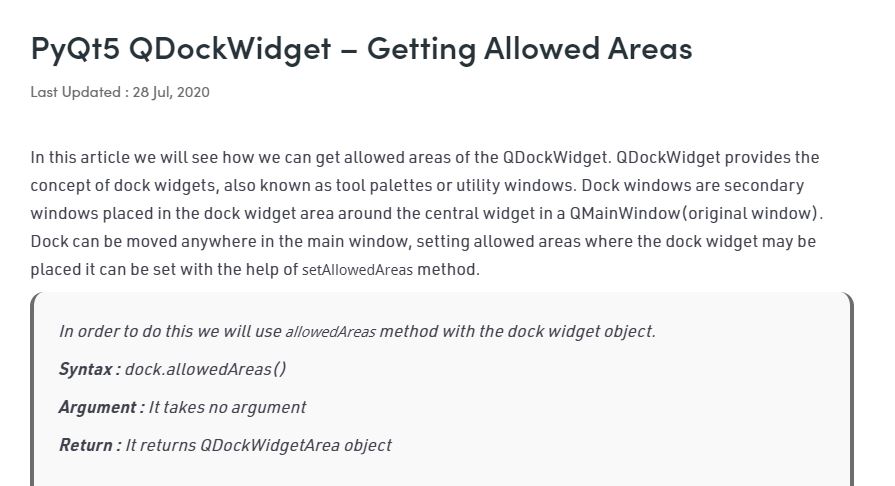 PyQt5 QDockWidget – Getting Allowed Areas
Last Updated : 28 Jul, 2020
In this article we will see how we can get allowed areas of the QDockWidget. QDockWidget provides the
concept of dock widgets, also known as tool palettes or utility windows. Dock windows are secondary
windows placed in the dock widget area around the central widget in a QMainWindow(original window).
Dock can be moved anywhere in the main window, setting allowed areas where the dock widget may be
placed it can be set with the help of setAllowedAreas method.
In order to do this we will use allowedAreas method with the dock widget object.
Syntax : dock.allowedAreas()
Argument : It takes no argument
Return : It returns QDockWidgetArea object